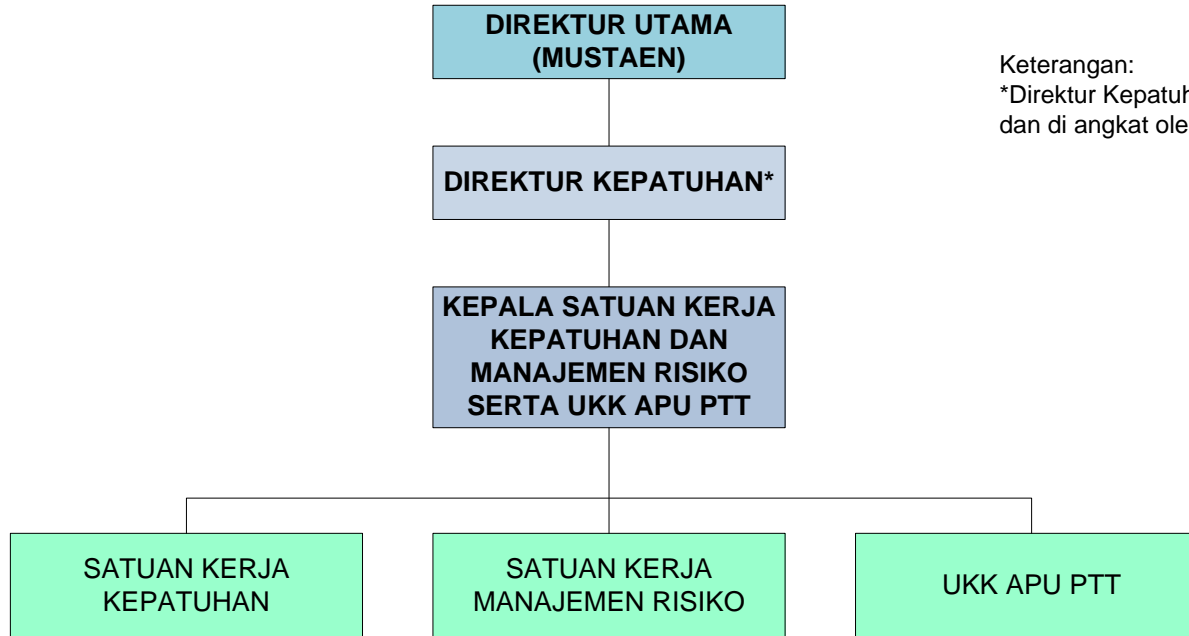 DIREKTUR UTAMA
(MUSTAEN)
Keterangan:
*Direktur
dan di angkat
DIREKTUR KEPATUHAN*
KEPALA SATUAN KERJA
KEPATUHAN DAN
MANAJEMEN RISIKO
SERTA UKK APU PTT
SATUAN KERJA
KEPATUHAN
SATUAN KERJA
MANAJEMEN RISIKO
UKK APU PTT